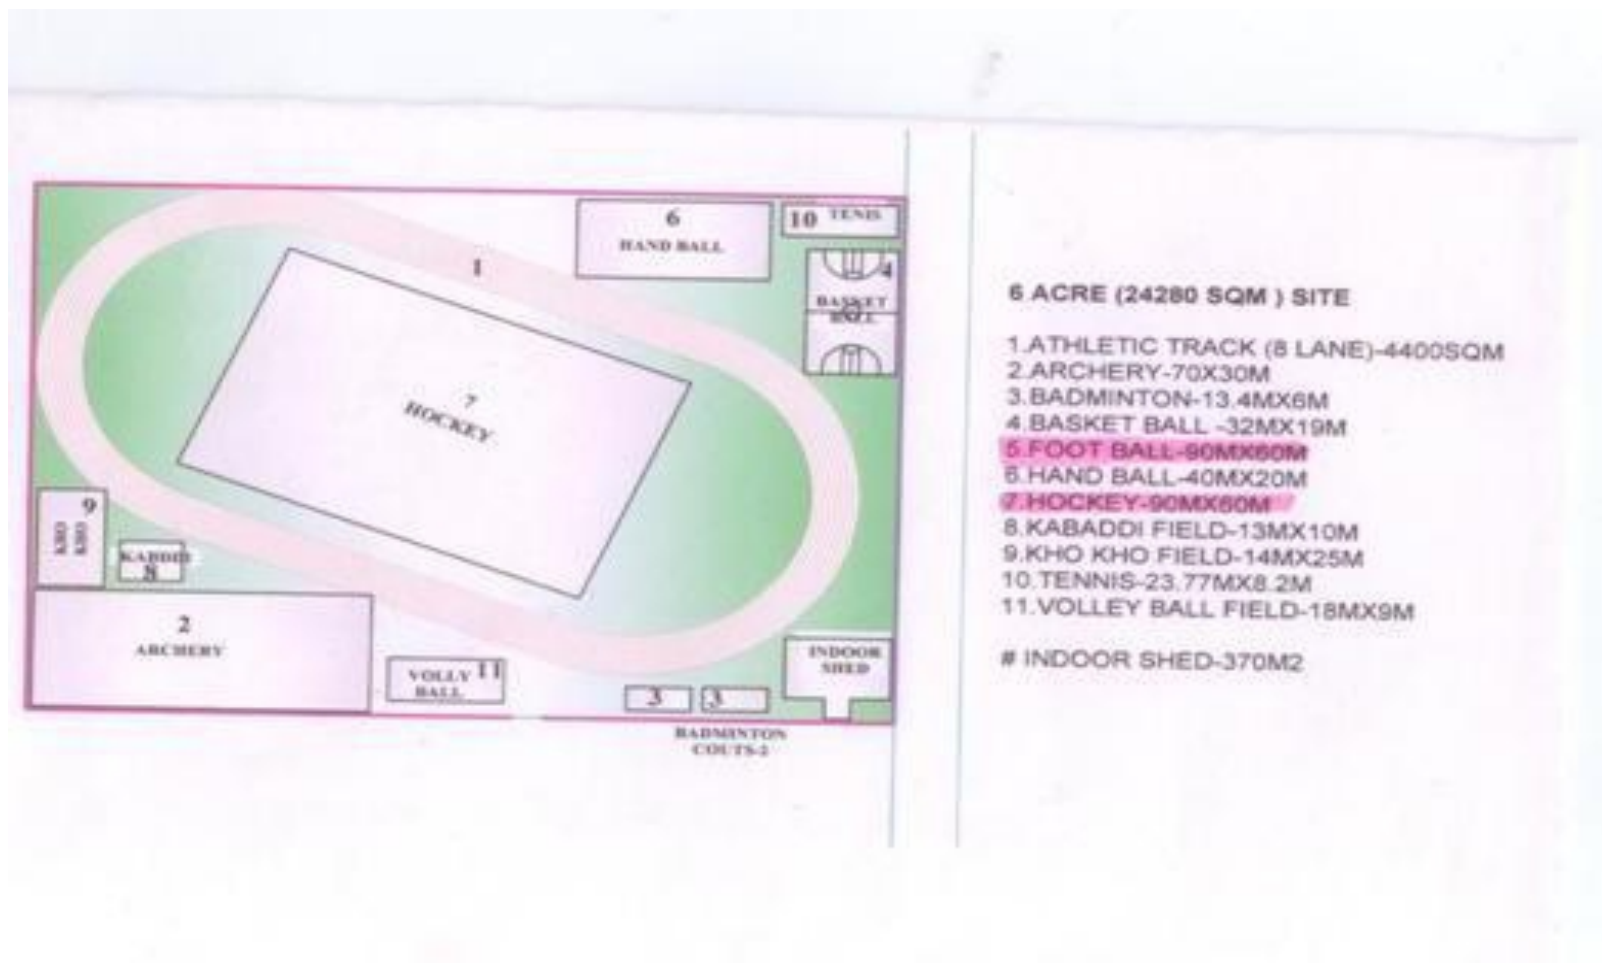 6
HAND BALL
10 TENIS
4
BASKET
BALL
1
7
HOCKEY
9
KHO
KHO
KABDDI
8
2
ARCHERY
VOLLY 11
BALL
3 3
INDOOR
SHED
BADMINTON
COUTS-2
6 ACRE (24280 SQM ) SITE
1.ATHLETIC TRACK (8 LANE)-4400SQM
2.ARCHERY-70X30M
3.BADMINTON-13.4MX6M
4.BASKET BALL -32MX19M
5.FOOT BALL-90MX60M
6.HAND BALL-40MX20M
7.HOCKEY-90MX60M
8.KABADDI FIELD-13MX10M
9.KHO KHO FIELD-14MX25M
10.TENNIS-23.77MX8.2M
11.VOLLEY BALL FIELD-18MX9M
# INDOOR SHED-370M2